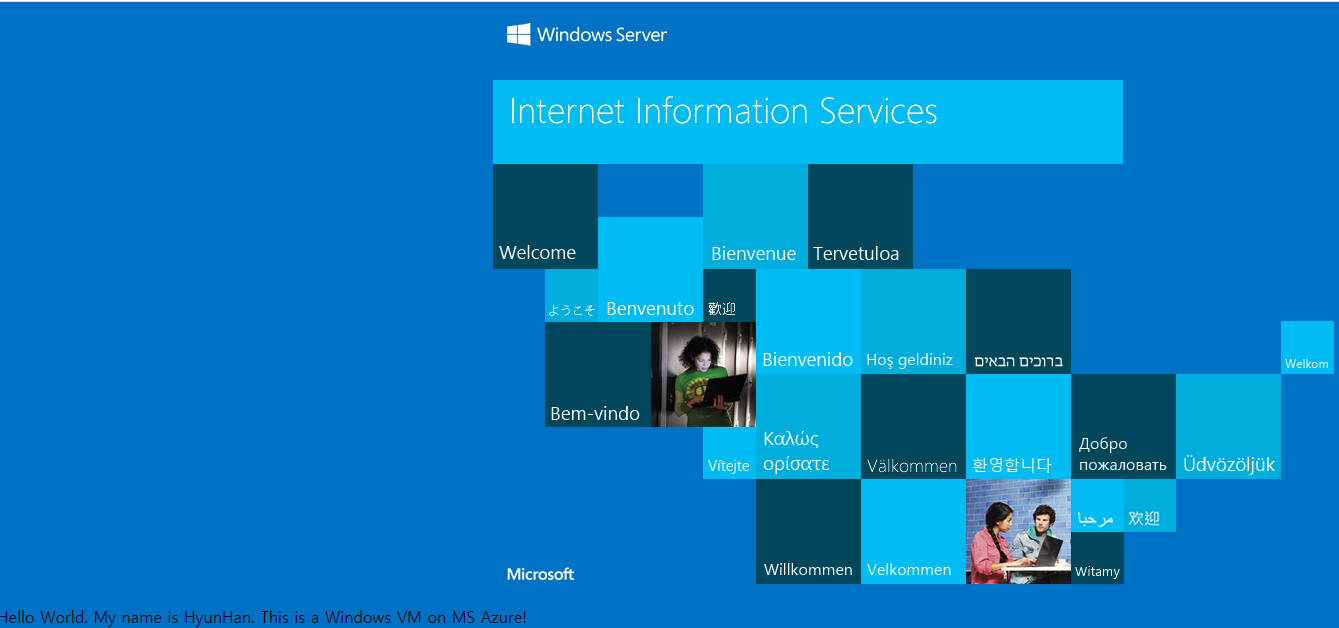 Windows Server
Internet Information Services
Welcome
Bienvenue
Tervetuloa
ようこそ
Benvenuto
歡迎
Bienvenido
Hoş geldiniz
ברוכים הבאים
Welkom
Bem-vindo
Vítejte
Καλώς
ορίσατε
Välkommen
환영합니다
Добро
пожаловать
Üdvözöljük
Willkommen
Velkommen
مرحبا
欢迎
Witamy
Microsoft
Hello World. My name is HyunHan. This is a Windows VM on MS Azure!